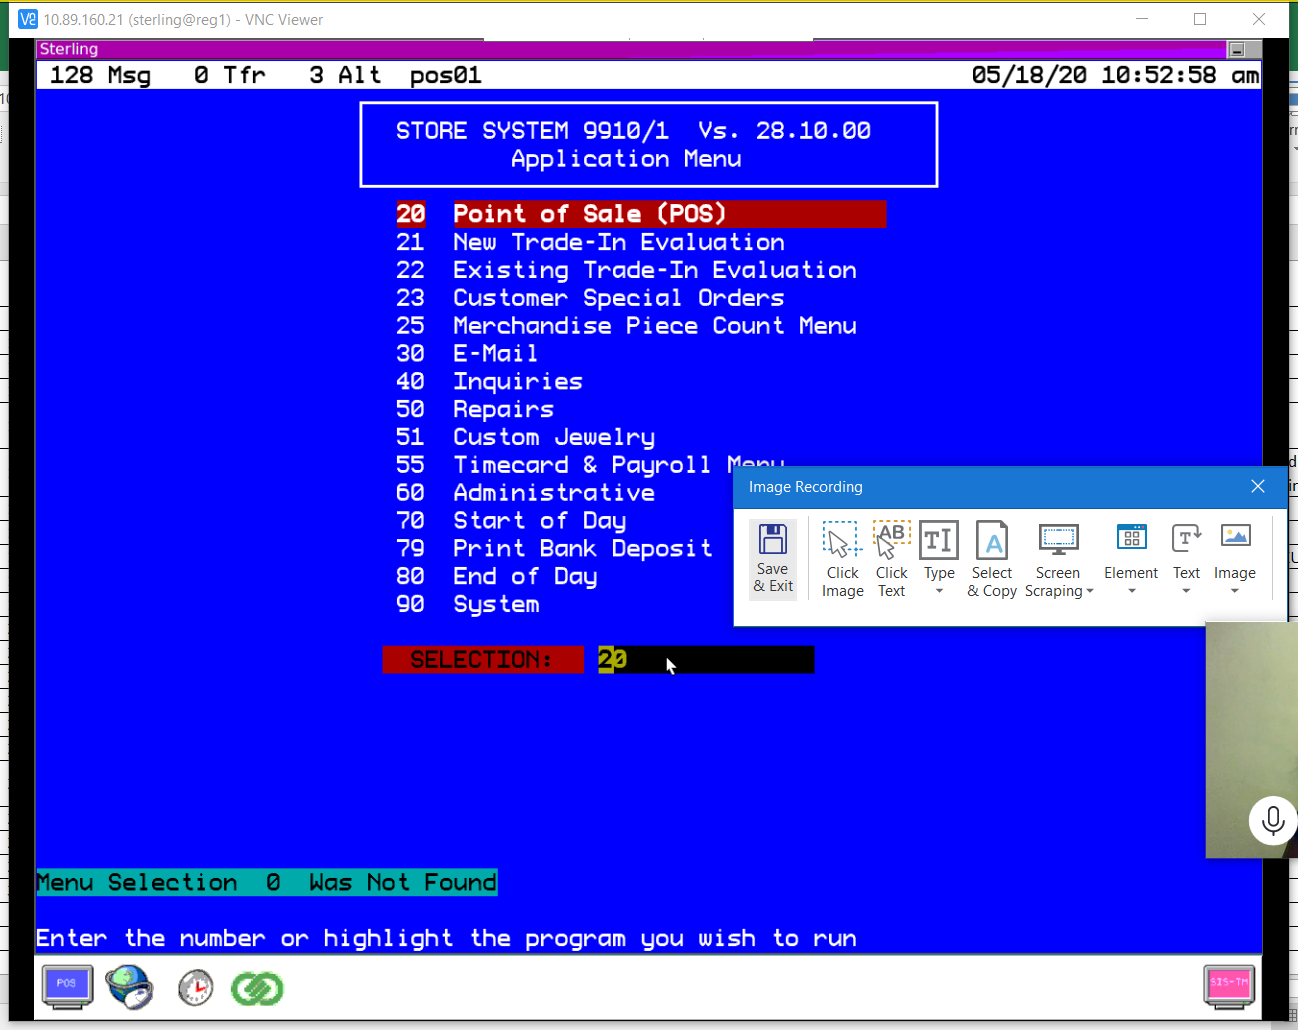 10.89.160.21 (sterling@reg1) - VNC Viewer
Sterling
128 Msg 0 Tfr 3 Alt pos01 05/18/20 10:52:58 am
STORE SYSTEM 9910/1 Vs. 28.10.00
Application Menu
20 Point of Sale (POS)
21 New Trade-In Evaluation
22 Existing Trade-In Evaluation
23 Customer Special Orders
25 Merchandise Piece Count Menu
30 E-Mail
40 Inquiries
50 Repairs
51 Custom Jewelry
55 Timecard & Payroll Menu
60 Administrative
70 Start of Day
79 Print Bank Deposit
80 End of Day
90 System
Image Recording
Save & Exit
Click Image
Click Text
Type
Select & Copy
Screen Scraping
Element
Text
Image
SELECTION: 20
Menu Selection 0 Was Not Found
Enter the number or highlight the program you wish to run
POS
SIS-TM